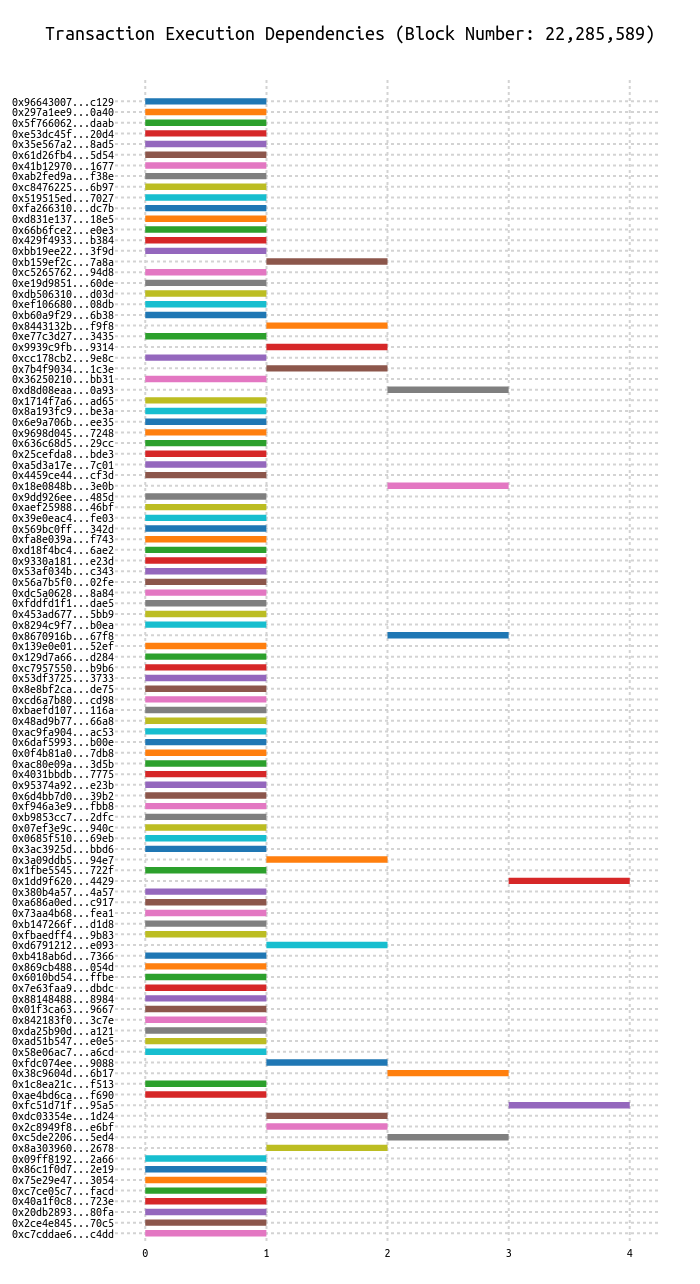 Transaction Execution Dependencies (Block Number: 22,285,589)
0x96643007...c129
0x297a1ee9...0a40
0x5f766062...daab
0xe53dc45f...20d4
0x35e567a2...8ad5
0x61d26fb4...5d54
0x41b12970...1677
0xab2fed9a...f38e
0xc8476225...6b97
0x519515ed...7027
0xfa266310...dc7b
0xd831e137...18e5
0x66b6fce2...e0e3
0x429f4933...b384
0xbb19ee22...3f9d
0xb159ef2c...7a8a
0xc5265762...94d8
0xe19d9851...60de
0xdb506310...d03d
0xef106680...08db
0xb60a9f29...6b38
0x8443132b...f9f8
0xe77c3d27...3435
0x9939c9fb...9314
0xcc178cb2...9e8c
0x7b4f9034...1c3e
0x36250210...bb31
0xd8d08eaa...0a93
0x1714f7a6...ad65
0x8a193fc9...be3a
0x6e9a706b...ee35
0x9698d045...7248
0x636c68d5...29cc
0x25cefda8...bde3
0xa5d3a17e...7c01
0x4459ce44...cf3d
0x18e0848b...3e0b
0x9dd926ee...485d
0xaef25988...46bf
0x39e0eac4...fe03
0x569bc0ff...342d
0xfa8e039a...f743
0xd18f4bc4...6ae2
0x9330a181...e23d
0x53af034b...c343
0x56a7b5f0...02fe
0xdc5a0628...8a84
0xfddfd1f1...dae5
0x453ad677...5bb9
0x8294c9f7...b0ea
0x8670916b...67f8
0x139e0e01...52ef
0x129d7a66...d284
0xc7957550...b9b6
0x53df3725...3733
0x8e8bf2ca...de75
0xcd6a7b80...cd98
0xbaefd107...116a
0x48ad9b77...66a8
0xac9fa904...ac53
0x6daf5993...b00e
0x0f4b81a0...7db8
0xac80e09a...3d5b
0x4031bbdb...7775
0x95374a92...e23b
0x6d4bb7d0...39b2
0xf946a3e9...fbb8
0xb9853cc7...2dfc
0x07ef3e9c...940c
0x0685f510...69eb
0x3ac3925d...bbd6
0x3a09ddb5...94e7
0x1fbe5545...722f
0x1dd9f620...4429
0x380b4a57...4a57
0xa686a0ed...c917
0x73aa4b68...fea1
0xb147266f...d1d8
0xfbaedff4...9b83
0xd6791212...e093
0xb418ab6d...7366
0x869cb488...054d
0x6010bd54...ffbe
0x7e63faa9...dbdc
0x88148488...8984
0x01f3ca63...9667
0x842183f0...3c7e
0xda25b90d...a121
0xad51b547...e0e5
0x58e06ac7...a6cd
0xfdc074ee...9088
0x38c9604d...6b17
0x1c8ea21c...f513
0xae4bd6ca...f690
0xfc51d71f...95a5
0xdc03354e...1d24
0x2c8949f8...e6bf
0xc5de2206...5ed4
0x8a303960...2678
0x09ff8192...2a66
0x86c1f0d7...2e19
0x75e29e47...3054
0xc7ce05c7...facd
0x40a1f0c8...723e
0x20db2893...80fa
0x2ce4e845...70c5
0xc7cddae6...c4dd
0 1 2 3 4